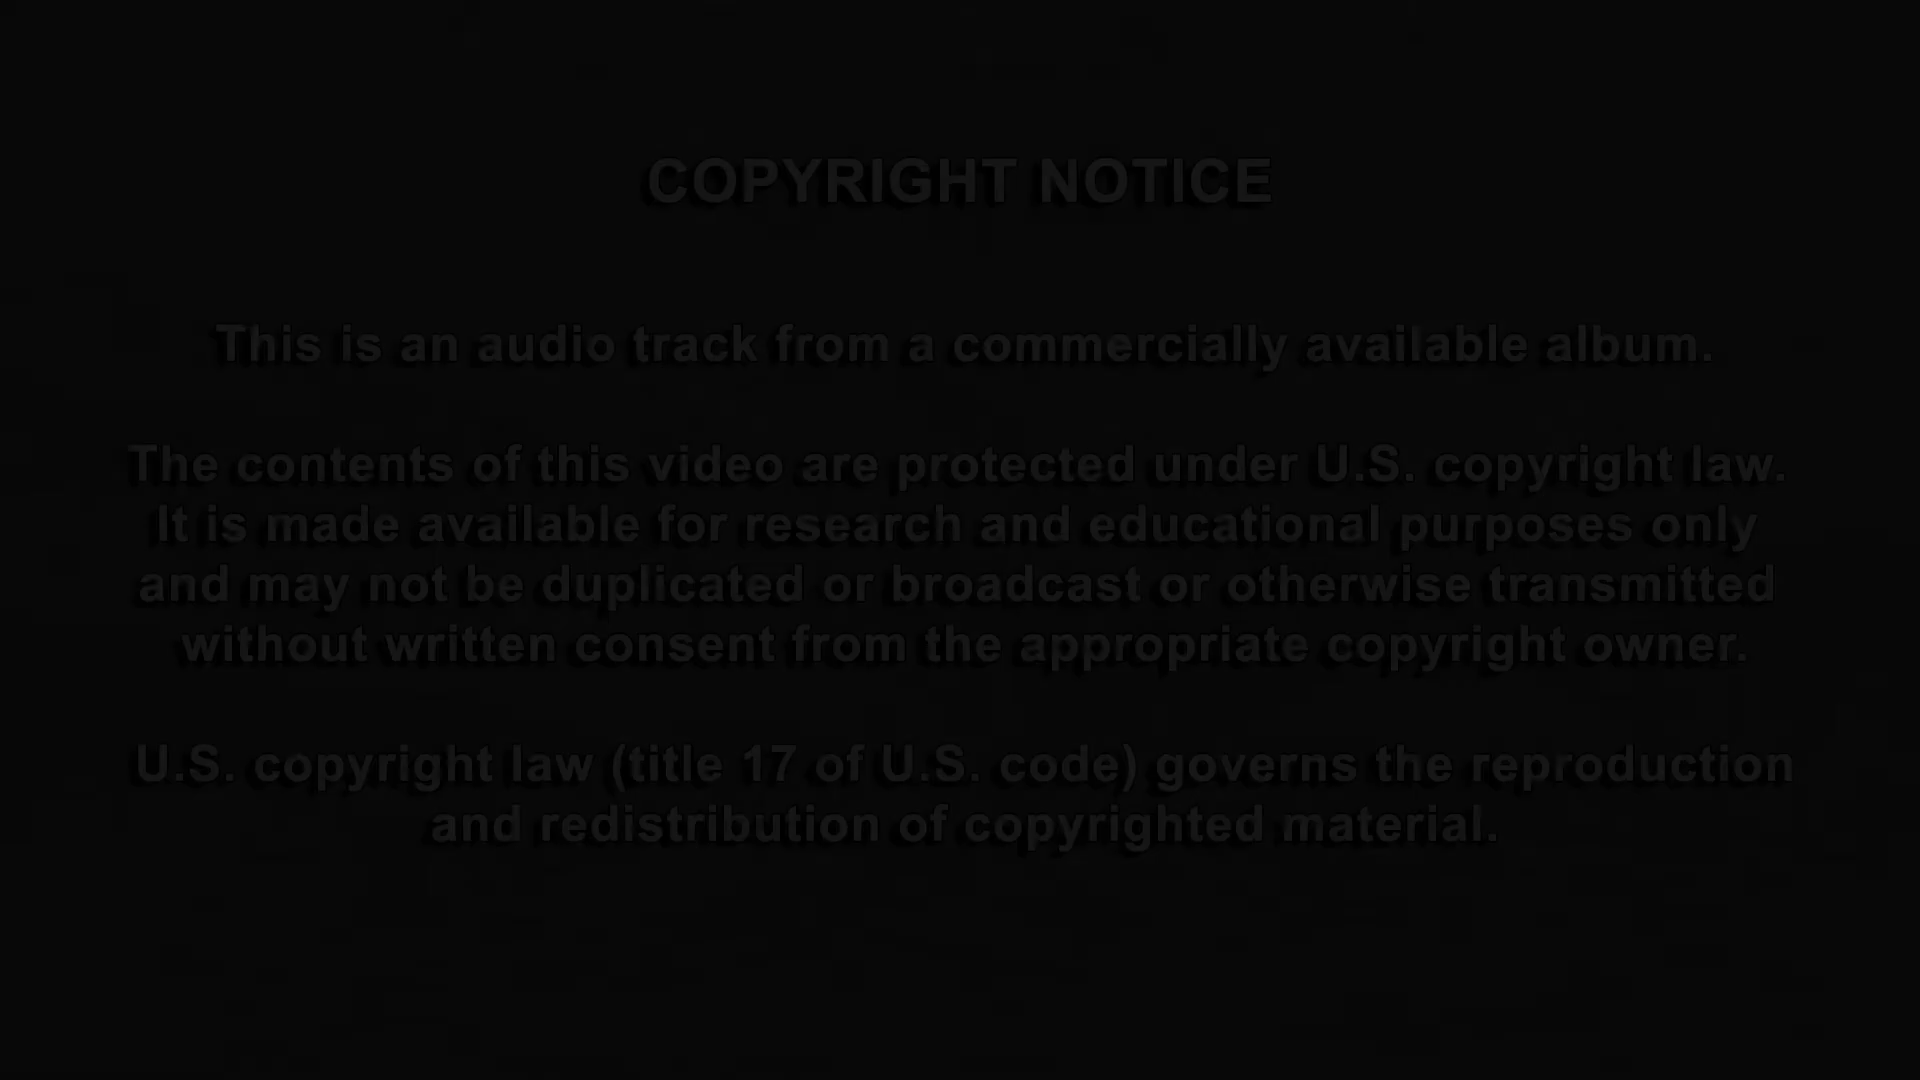 COPYRIGHT NOTICE
This is an audio track from a commercially available album.
The contents of this video are protected under U.S. copyright law.
It is made available for research and educational purposes only
and may not be duplicated or broadcast or otherwise transmitted
without written consent from the appropriate copyright owner.
U.S. copyright law (title 17 of U.S. code) governs the reproduction
and redistribution of copyrighted material.